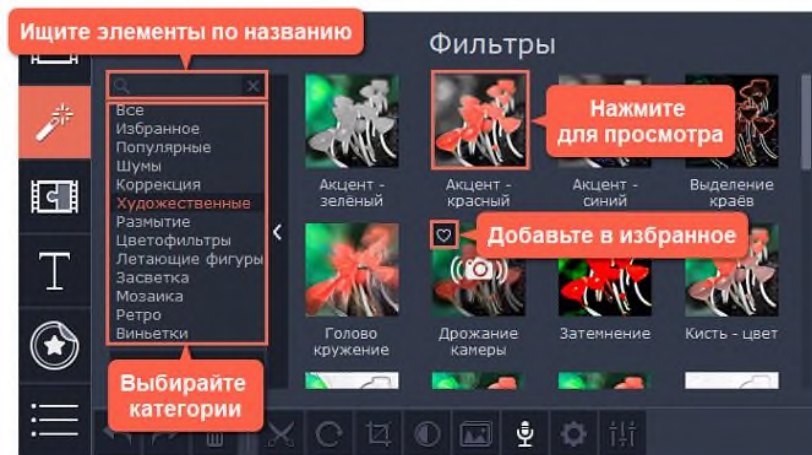 Ищите элементы по названию
Фильтры
Все
Избранное
Популярные
Шумы
Коррекция
Художественные
Размытие
Цветофильтры
Летающие фигуры
Засветка
Мозаика
Ретро
Виньетки
Выбирайте
категории
Нажмите
для просмотра
Акцент -
зелёный
Акцент -
красный
Акцент -
синий
Выделение
краёв
Добавьте в избранное
Голово
кружение
Дрожание
камеры
Затемнение
Кисть - цвет